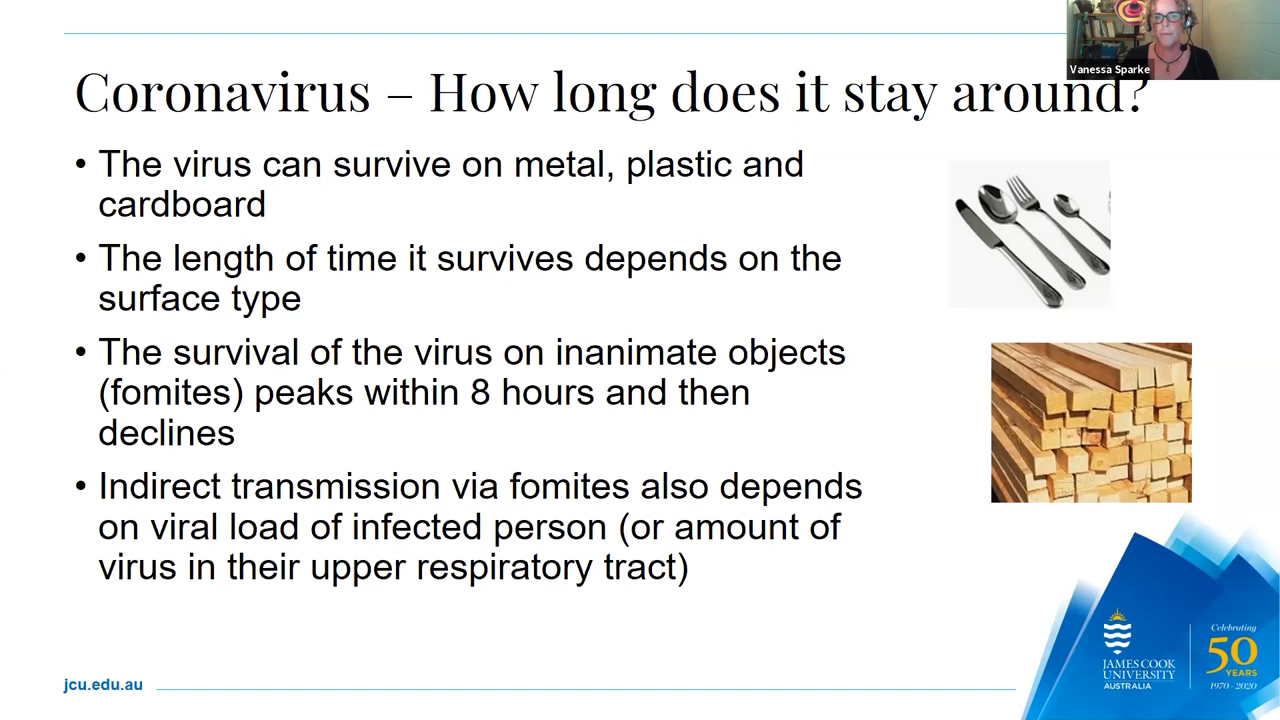 Vanessa Sparke
Coronavirus – How long does it stay around?
• The virus can survive on metal, plastic and
cardboard
• The length of time it survives depends on the
surface type
• The survival of the virus on inanimate objects
(fomites) peaks within 8 hours and then
declines
• Indirect transmission via fomites also depends
on viral load of infected person (or amount of
virus in their upper respiratory tract)
jcu.edu.au
JAMES COOK
UNIVERSITY
AUSTRALIA
Celebrating
50
YEARS
1970 - 2020